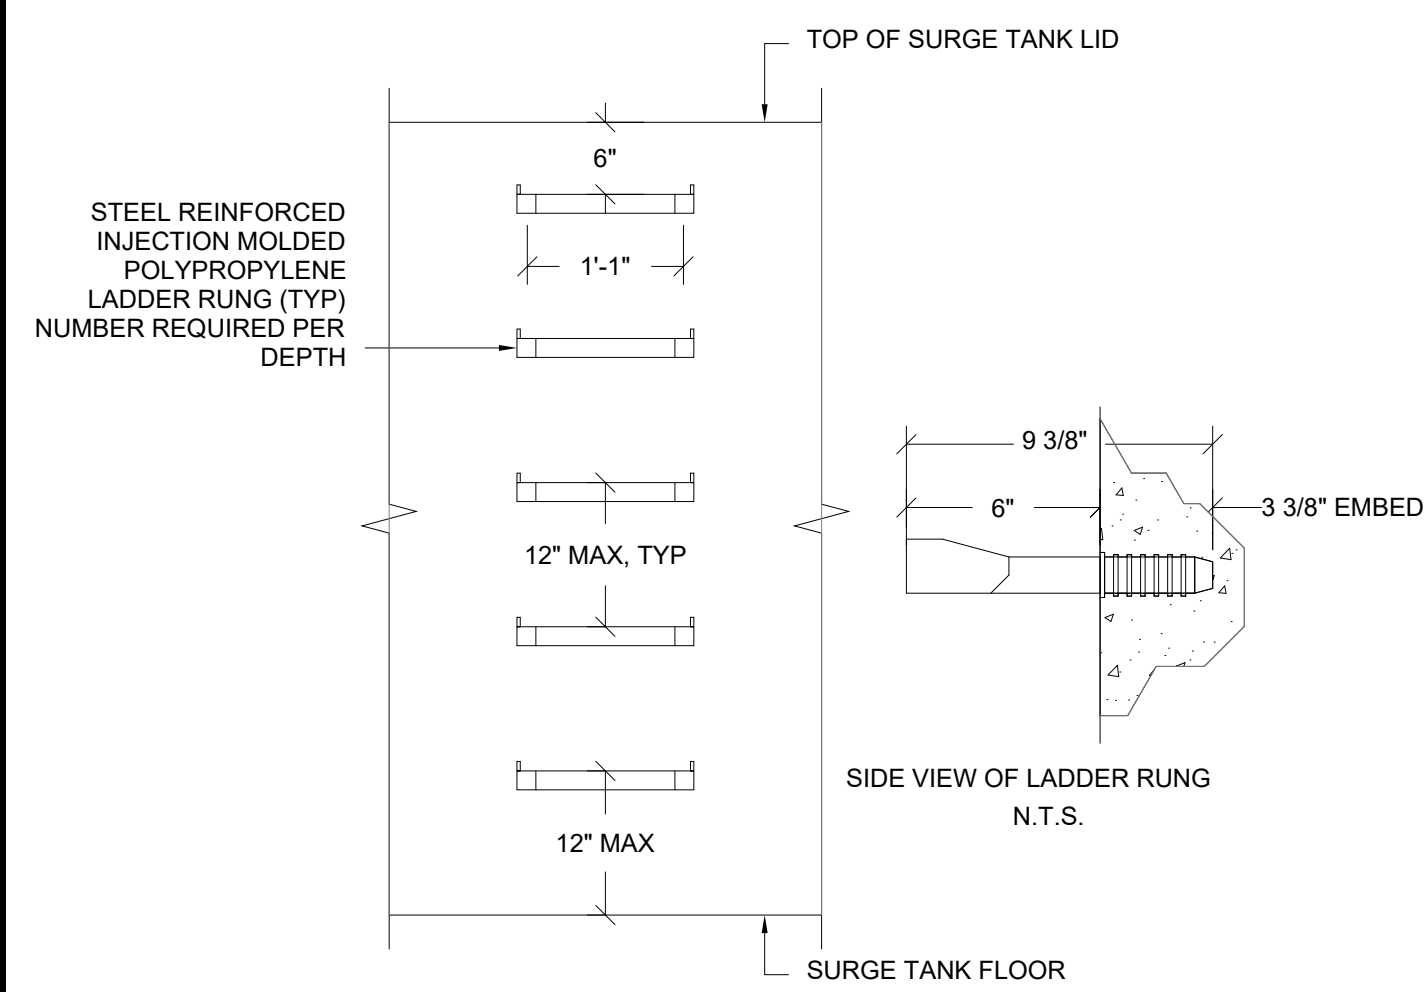 TOP OF SURGE TANK LID
6"
STEEL REINFORCED
INJECTION MOLDED
POLYPROPYLENE
LADDER RUNG (TYP)
NUMBER REQUIRED PER
DEPTH
1'-1"
9 3/8"
6"
3 3/8" EMBED
12" MAX, TYP
SIDE VIEW OF LADDER RUNG
N.T.S.
12" MAX
SURGE TANK FLOOR